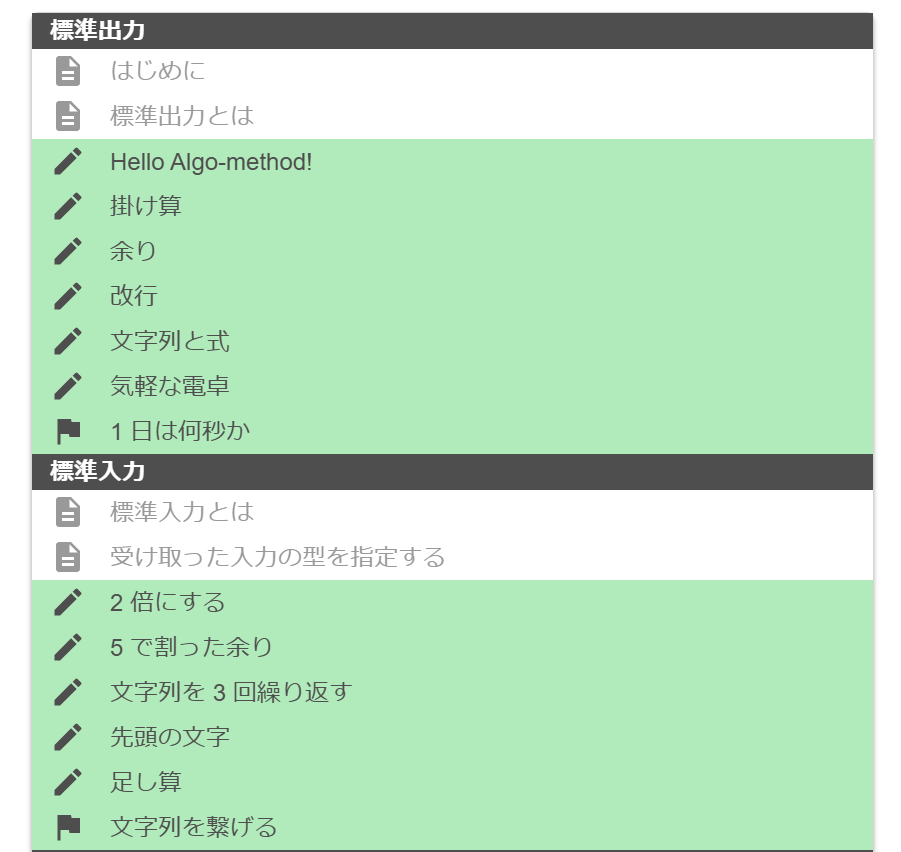 標準出力
はじめに
標準出力とは
Hello Algo-method!
掛け算
余り
改行
文字列と式
気軽な電卓
1 日は何秒か
標準入力
標準入力とは
受け取った入力の型を指定する
2 倍にする
5 で割った余り
文字列を 3 回繰り返す
先頭の文字
足し算
文字列を繋げる